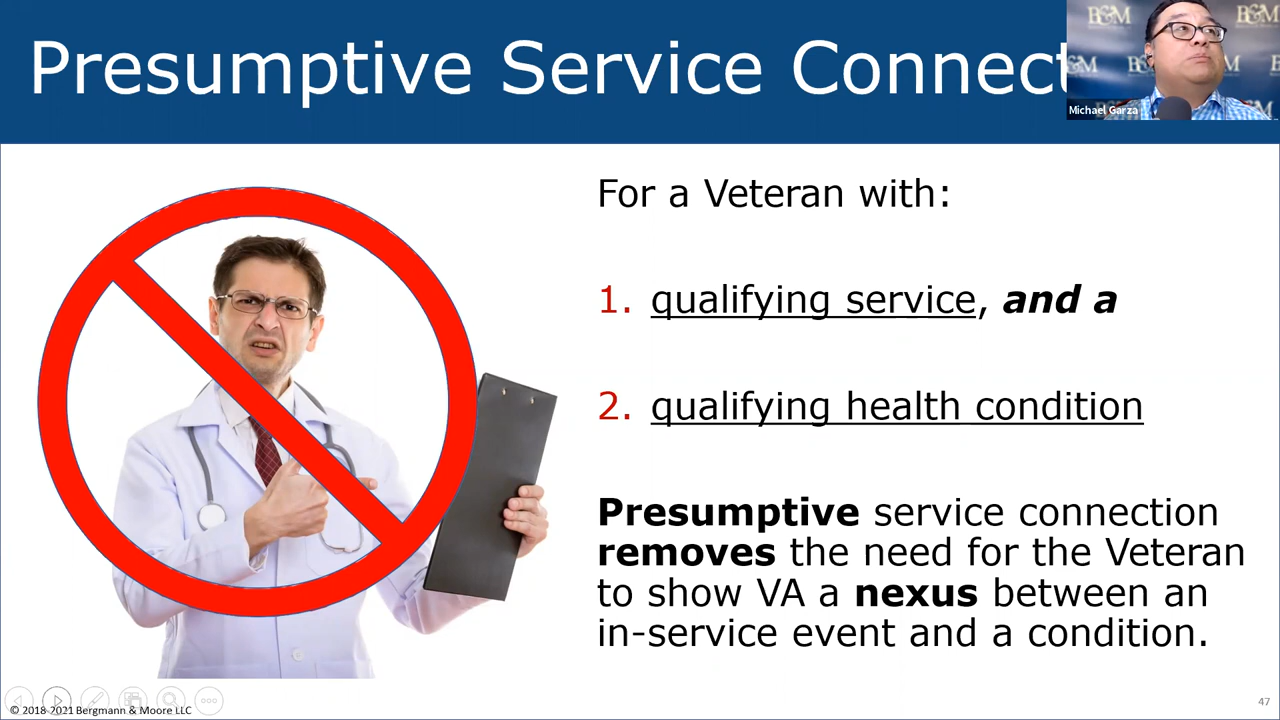 Presumptive Service Connect
B&M
B&M
&M
B&M
Michael Garza
For a Veteran with:
1. qualifying service, and a
2. qualifying health condition
Presumptive service connection
removes the need for the Veteran
to show VA a nexus between an
in-service event and a condition.
© 2018-2021 Bergmann & Moore LLC
47